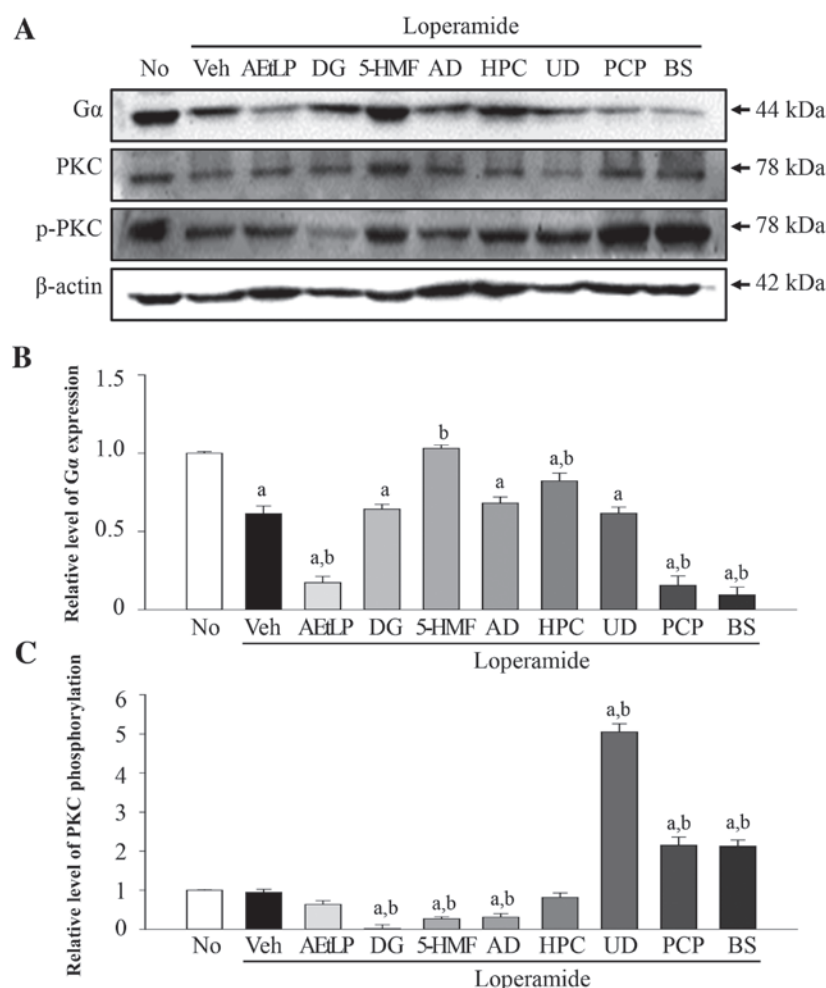 A
Loperamide
No Veh AEtLP DG 5-HMF AD HPC UD PCP BS
Gα ← 44 kDa
PKC ← 78 kDa
p-PKC ← 78 kDa
β-actin ← 42 kDa
B
Relative level of Gα expression
1.5
1.0
0.5
0
a a,b a b a a,b a a,b a,b
No Veh AEtLP DG 5-HMF AD HPC UD PCP BS
Loperamide
C
Relative level of PKC phosphorylation
6
5
4
3
2
1
0
a,b a,b a,b a,b a,b a,b
No Veh AEtLP DG 5-HMF AD HPC UD PCP BS
Loperamide